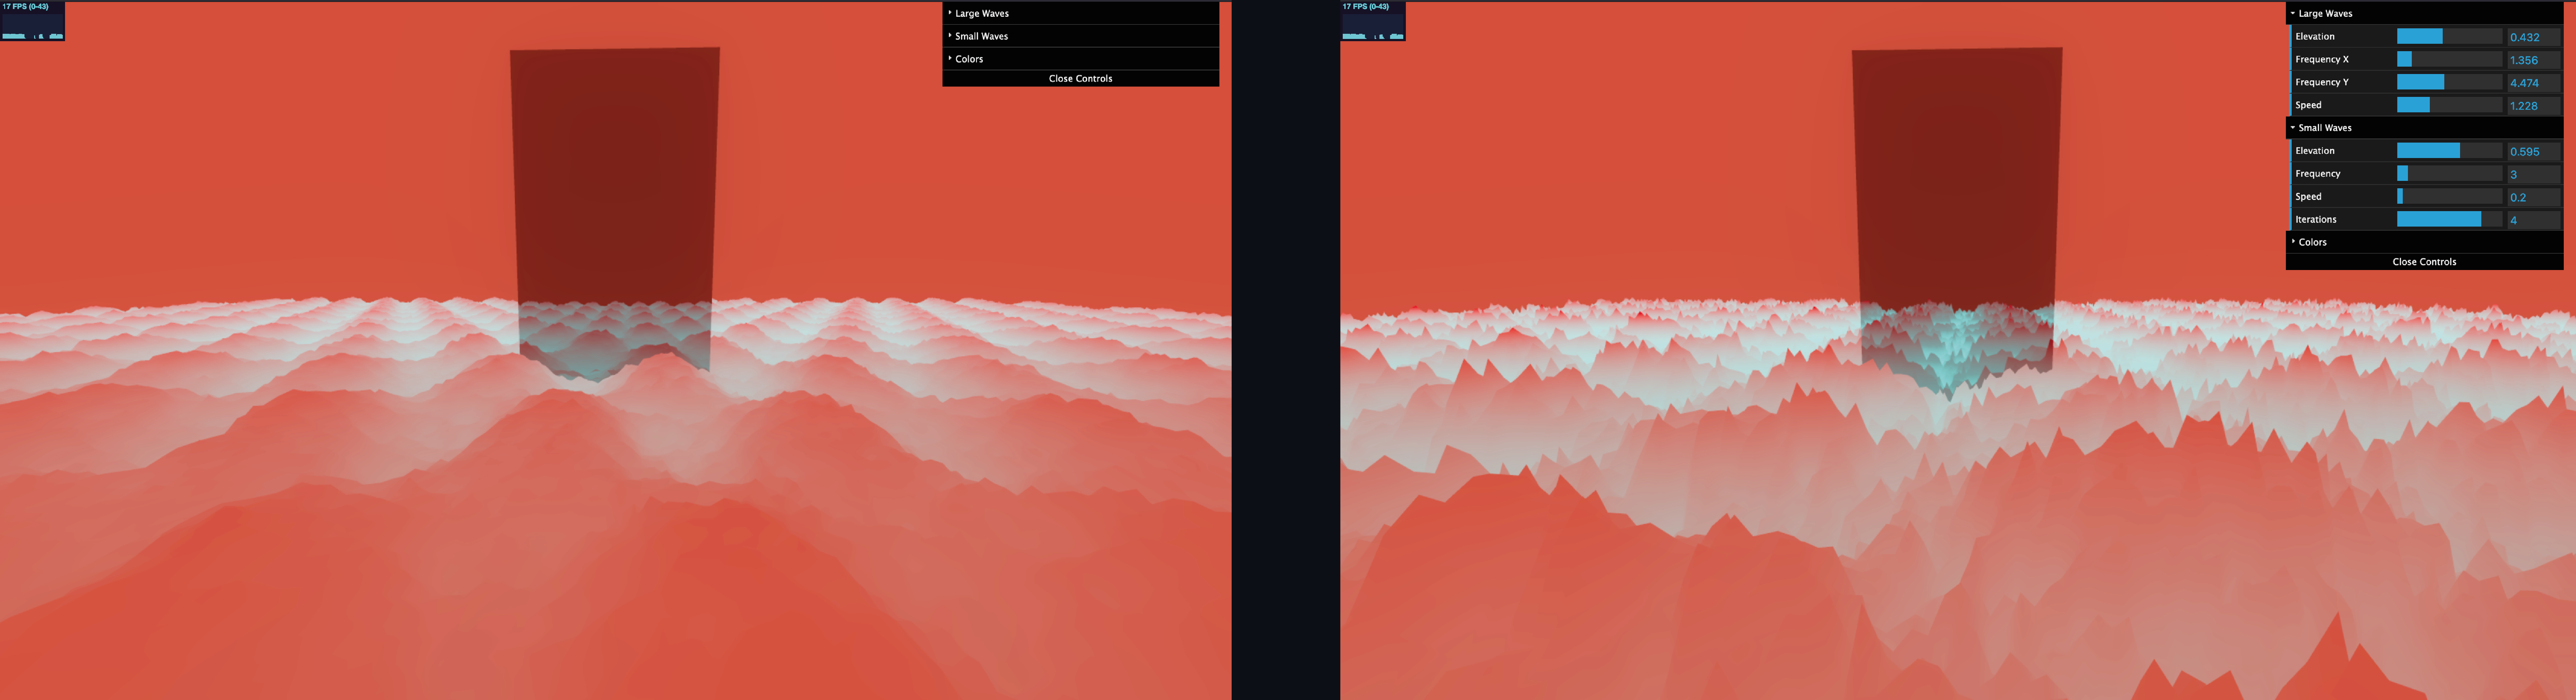 17 FPS (0-43)
Large Waves
Small Waves
Colors
Close Controls
17 FPS (0-43)
Large Waves
Elevation 0.432
Frequency X 1.356
Frequency Y 4.474
Speed 1.228
Small Waves
Elevation 0.595
Frequency 3
Speed 0.2
Iterations 4
Colors
Close Controls